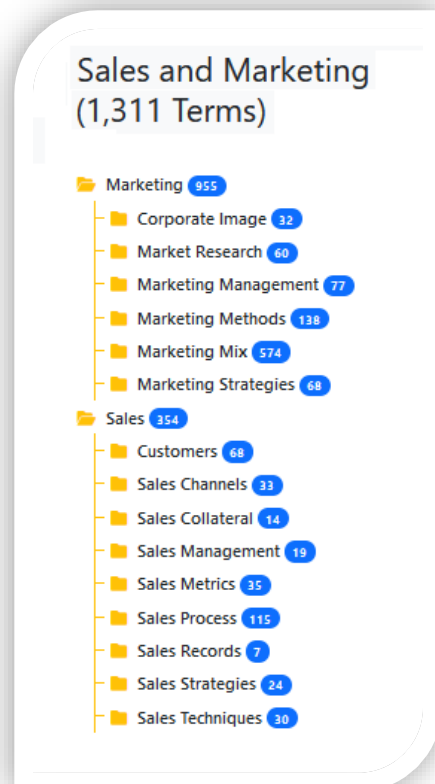 Sales and Marketing
(1,311 Terms)
Marketing 955
Corporate Image 32
Market Research 60
Marketing Management 77
Marketing Methods 138
Marketing Mix 574
Marketing Strategies 68
Sales 354
Customers 68
Sales Channels 33
Sales Collateral 14
Sales Management 19
Sales Metrics 35
Sales Process 115
Sales Records 7
Sales Strategies 24
Sales Techniques 30